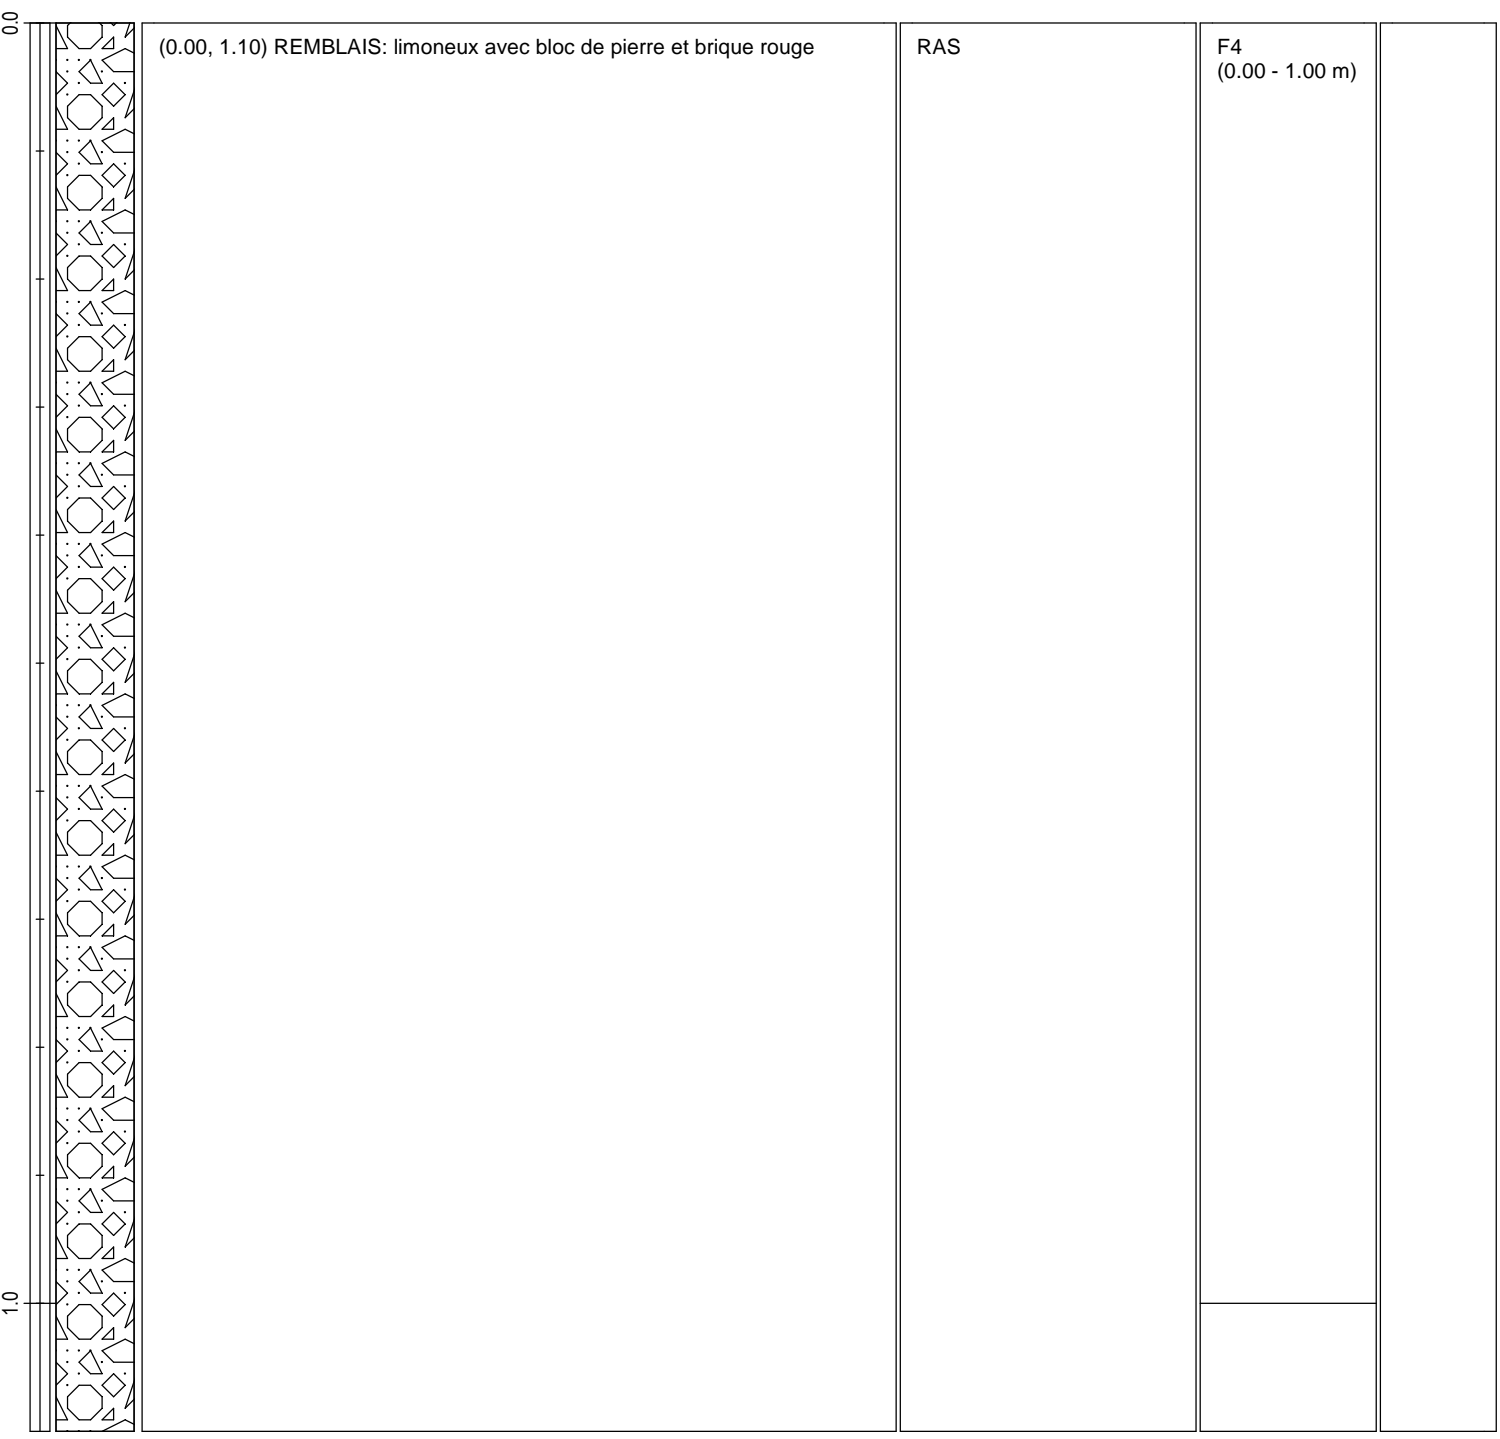 0.0
(0.00, 1.10) REMBLAIS: limoneux avec bloc de pierre et brique rouge
RAS
F4
(0.00 - 1.00 m)
1.0